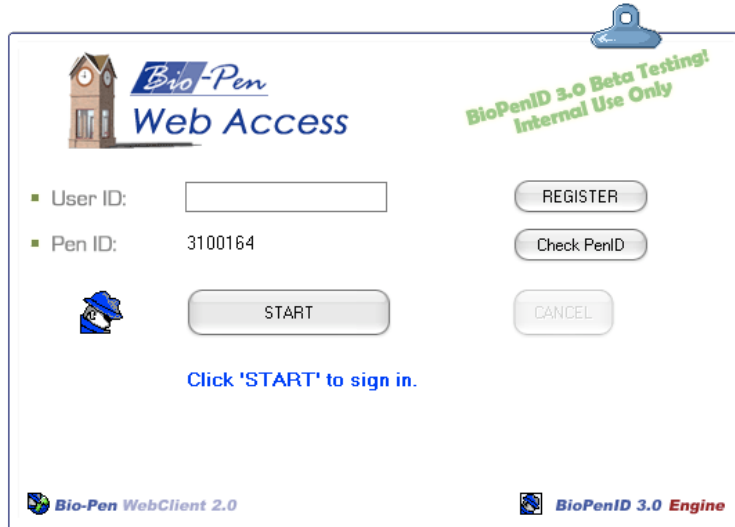 Bio-Pen
Web Access
BioPenID 3.0 Beta Testing!
Internal Use Only
User ID:
REGISTER
Pen ID: 3100164
Check PenID
START
CANCEL
Click 'START' to sign in.
Bio-Pen WebClient 2.0
BioPenID 3.0 Engine